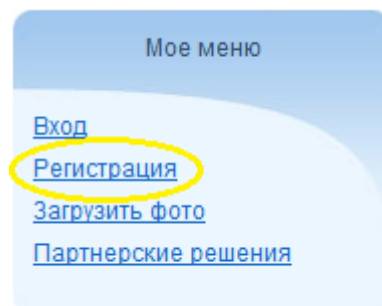 Мое меню
Вход
Регистрация
Загрузить фото
Партнерские решения